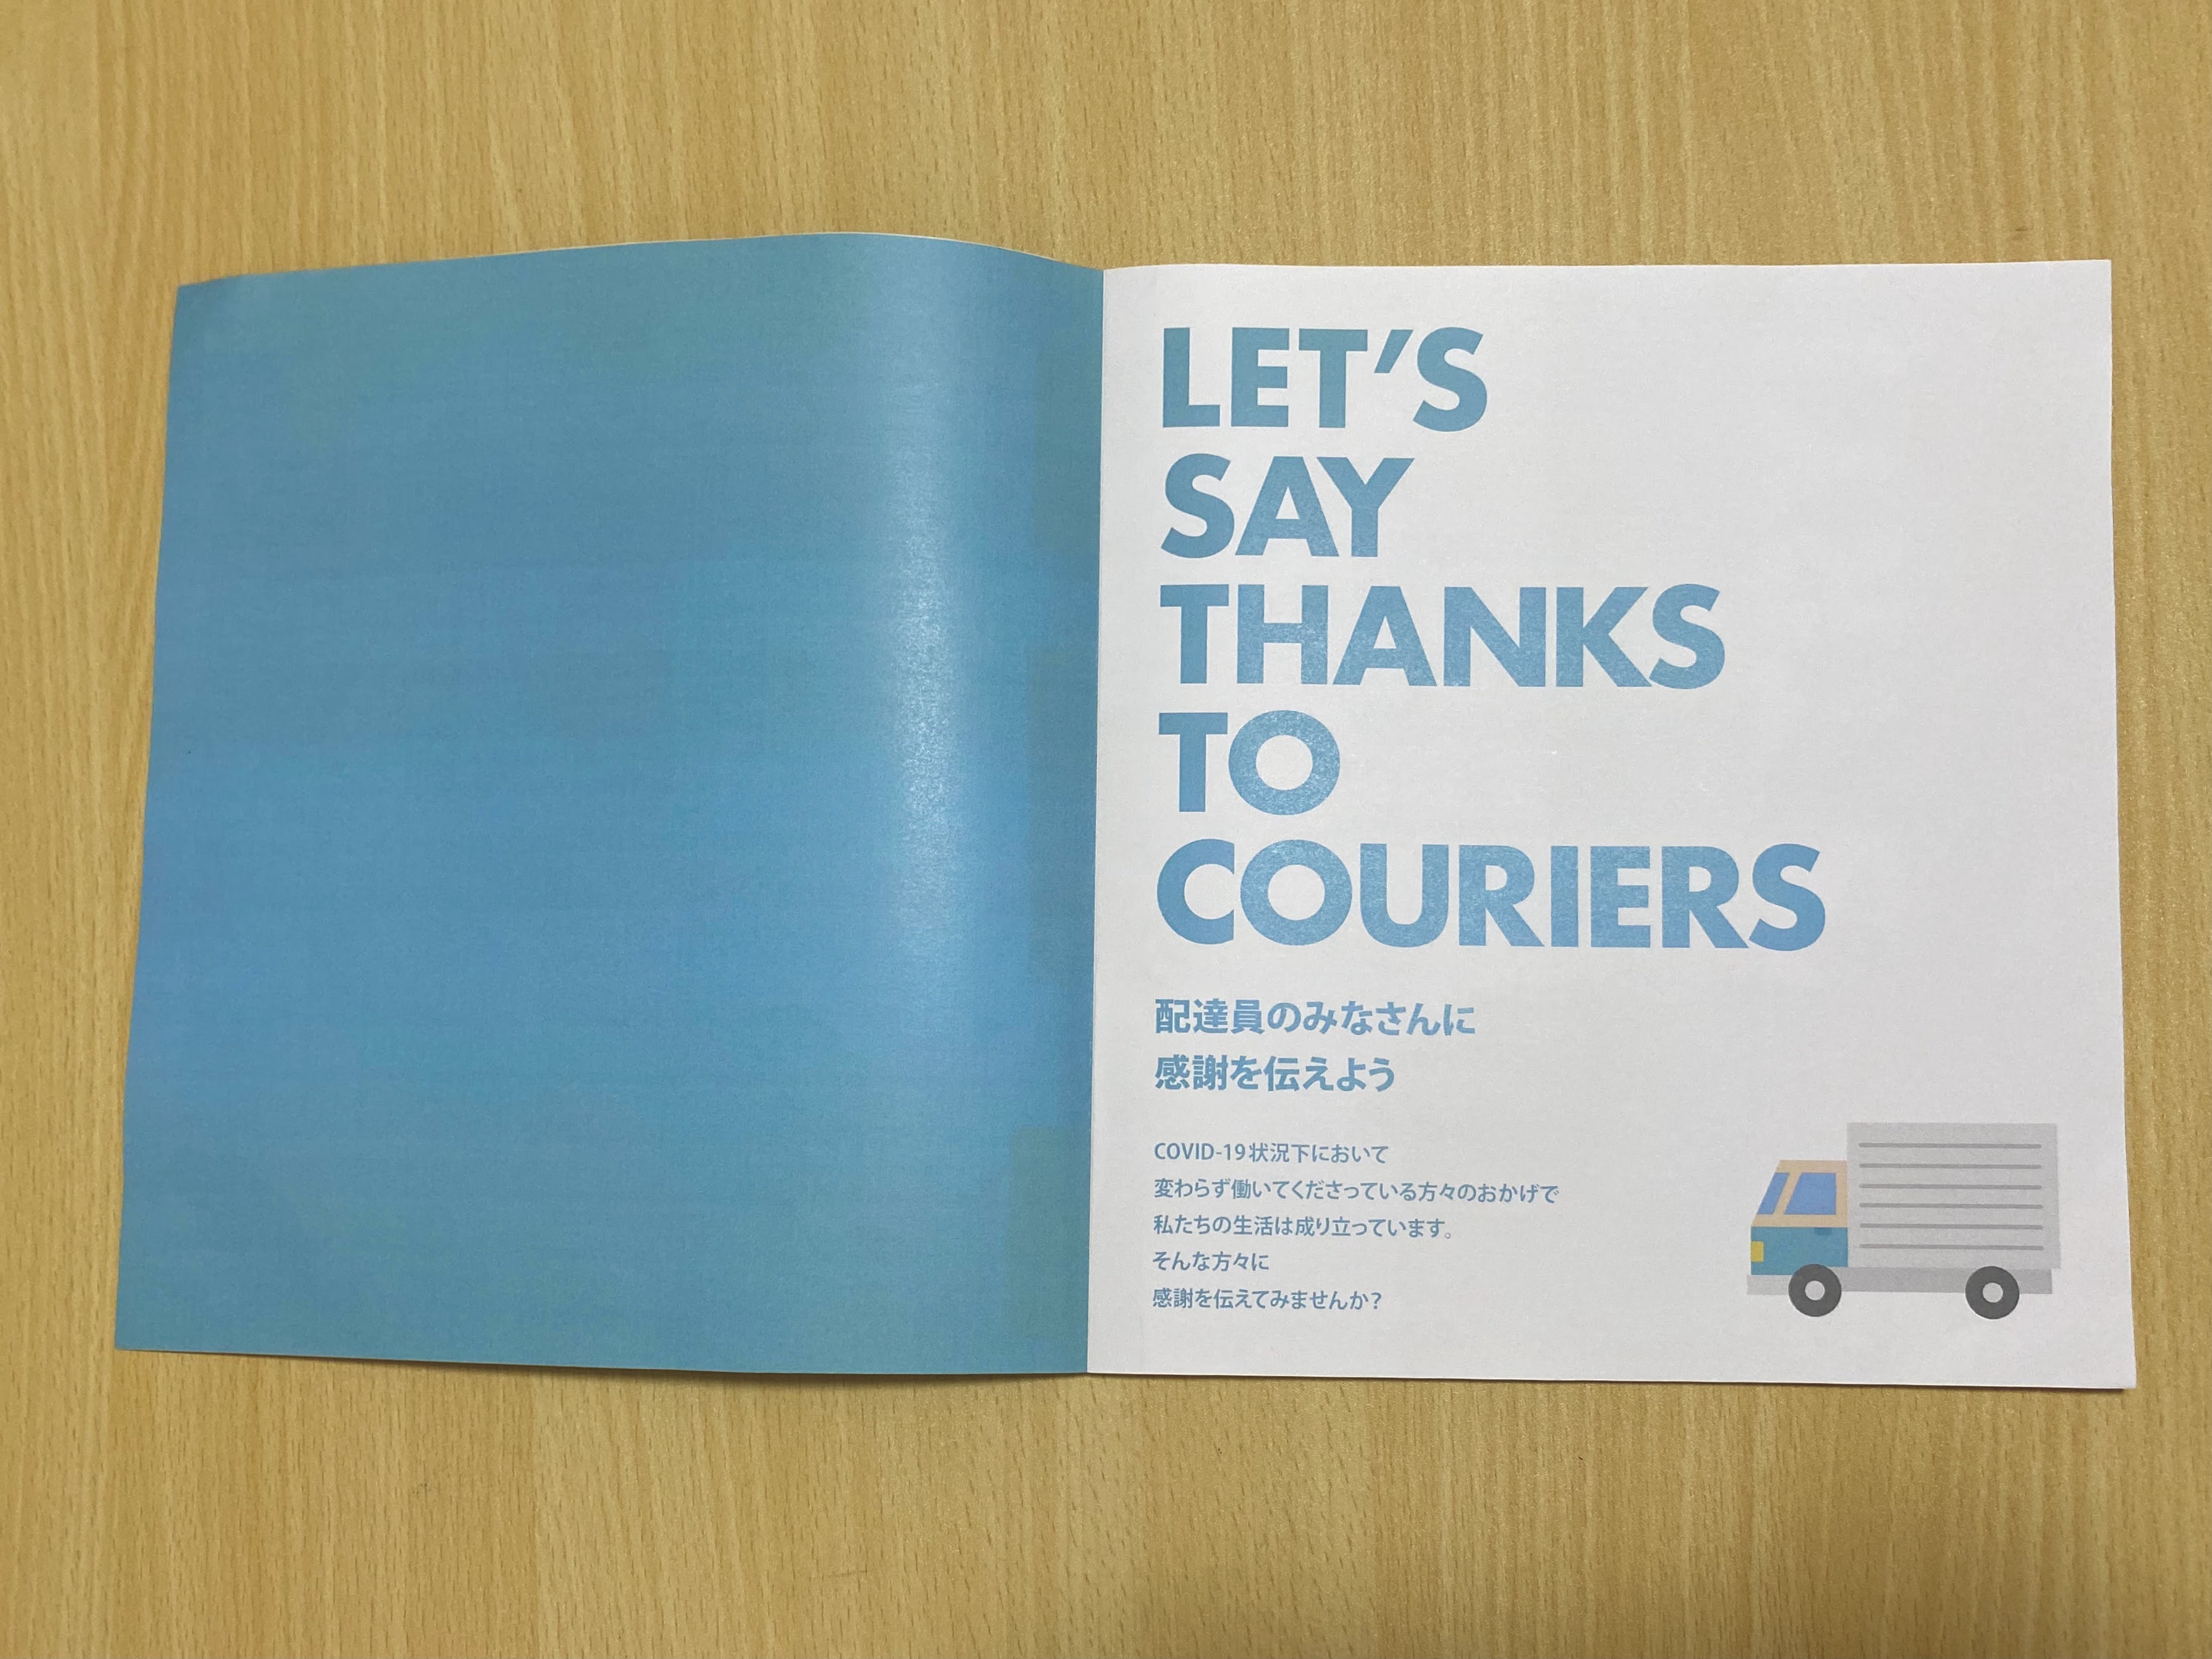 LET'S
SAY
THANKS
TO
COURIERS
配達員のみなさんに
感謝を伝えよう
COVID-19状況下において
変わらず働いてくださっている方々のおかげで
私たちの生活は成り立っています。
そんな方々に
感謝を伝えてみませんか？